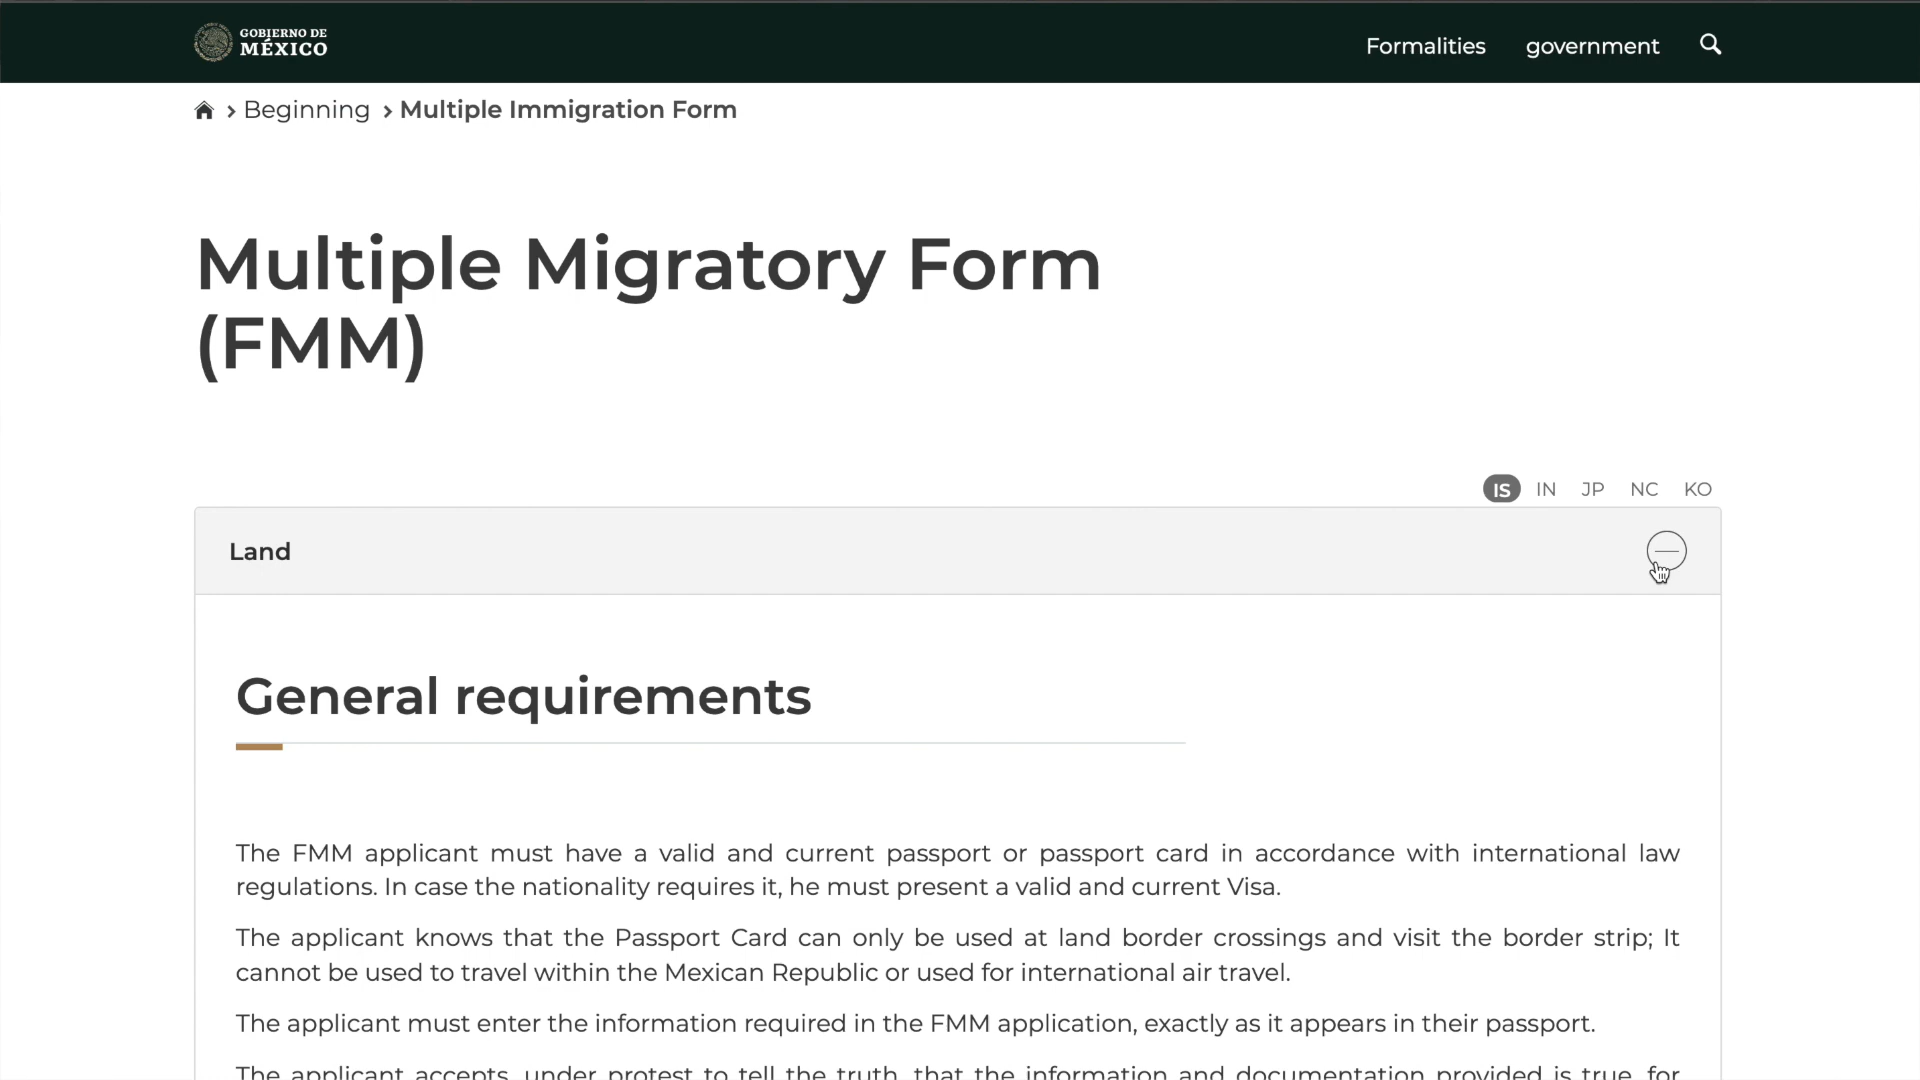 GOBIERNO DE
MÉXICO
Formalities
government
Beginning
Multiple Immigration Form
Multiple Migratory Form
(FMM)
IS IN JP NC KO
Land
General requirements
The FMM applicant must have a valid and current passport or passport card in accordance with international law
regulations. In case the nationality requires it, he must present a valid and current Visa.
The applicant knows that the Passport Card can only be used at land border crossings and visit the border strip; It
cannot be used to travel within the Mexican Republic or used for international air travel.
The applicant must enter the information required in the FMM application, exactly as it appears in their passport.
The applicant accepts, under protest to tell the truth, that the information and documentation provided is true, for